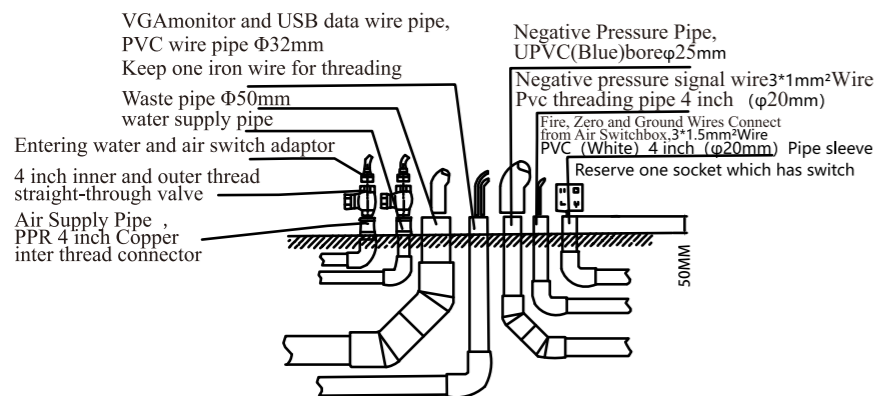 VGAmonitor and USB data wire pipe,
PVC wire pipe Φ32mm
Keep one iron wire for threading
Waste pipe Φ50mm
water supply pipe
Entering water and air switch adaptor
4 inch inner and outer thread
straight-through valve
Air Supply Pipe ,
PPR 4 inch Copper
inter thread connector
Negative Pressure Pipe,
UPVC(Blue)boreφ25mm
Negative pressure signal wire3*1mm²Wire
Pvc threading pipe 4 inch （φ20mm）
Fire, Zero and Ground Wires Connect
from Air Switchbox,3*1.5mm²Wire
PVC （White） 4 inch （φ20mm） Pipe sleeve
Reserve one socket which has switch
50MM